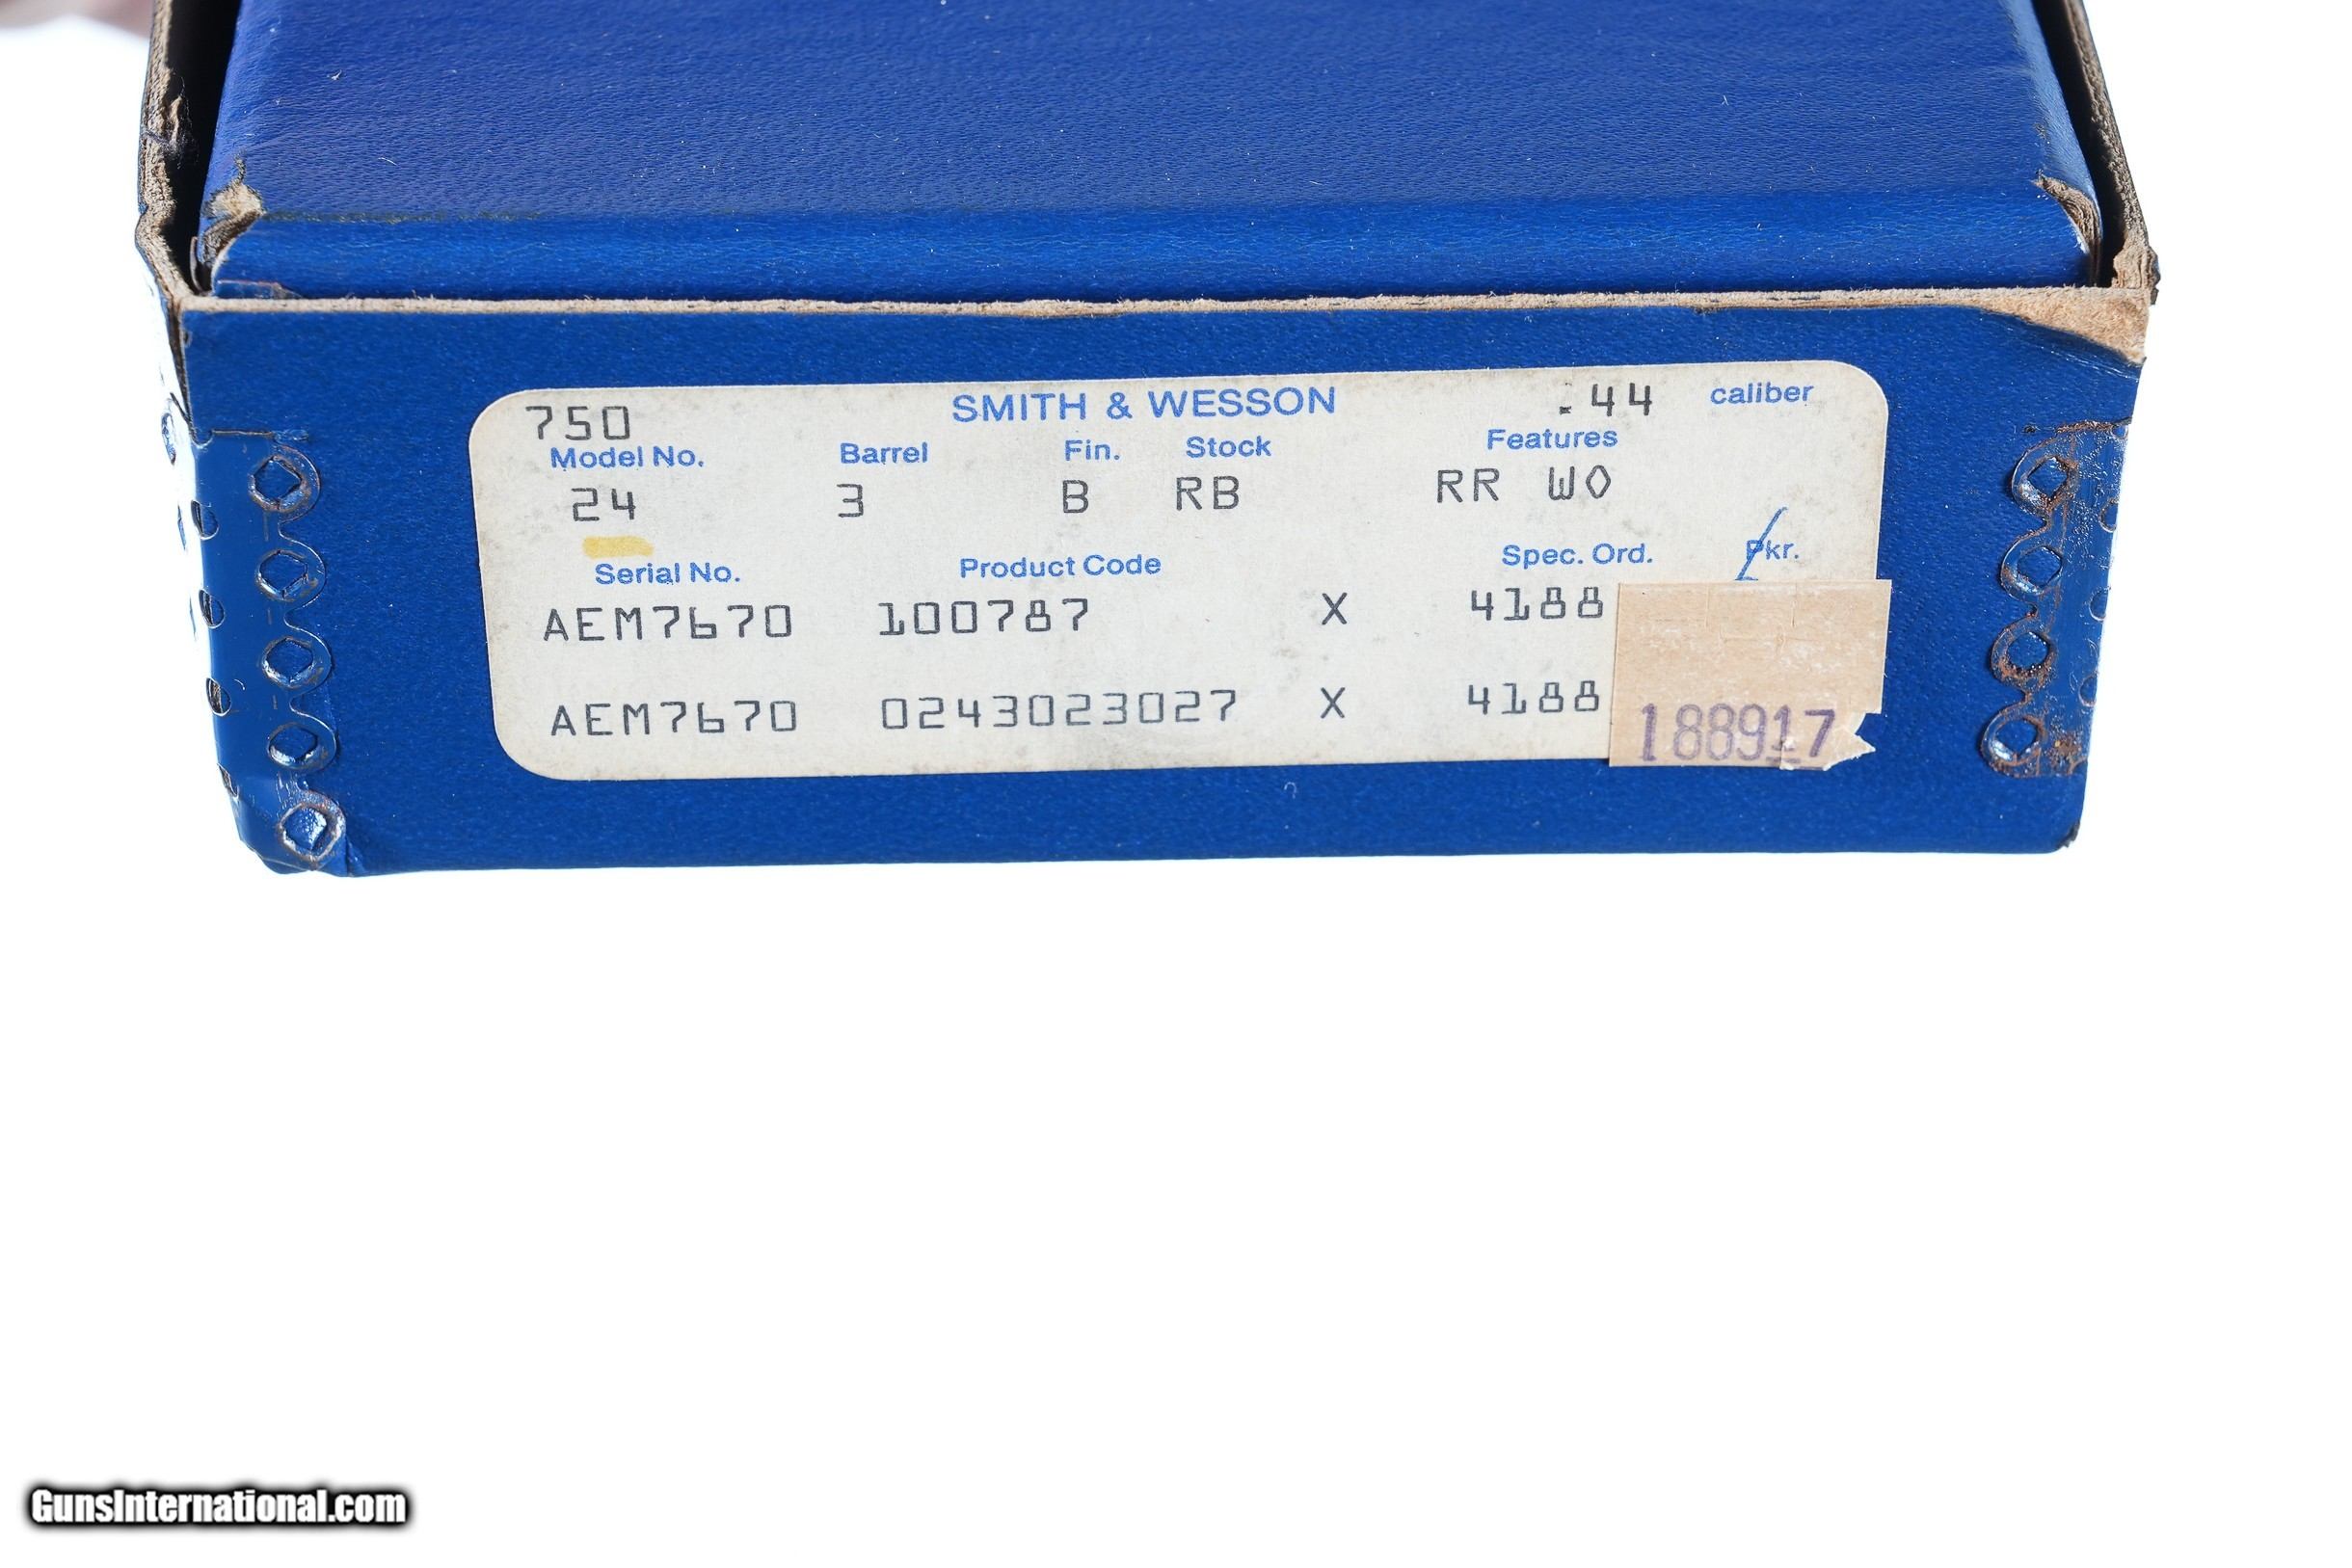 750 SMITH & WESSON .44 caliber
Model No. Barrel Fin. Stock Features
24 3 B RB RR WO
Serial No. Product Code Spec. Ord. Pkr.
AEM7670 100787 X 4188
AEM7670 0243023027 X 4188
188917
GunsInternational.com